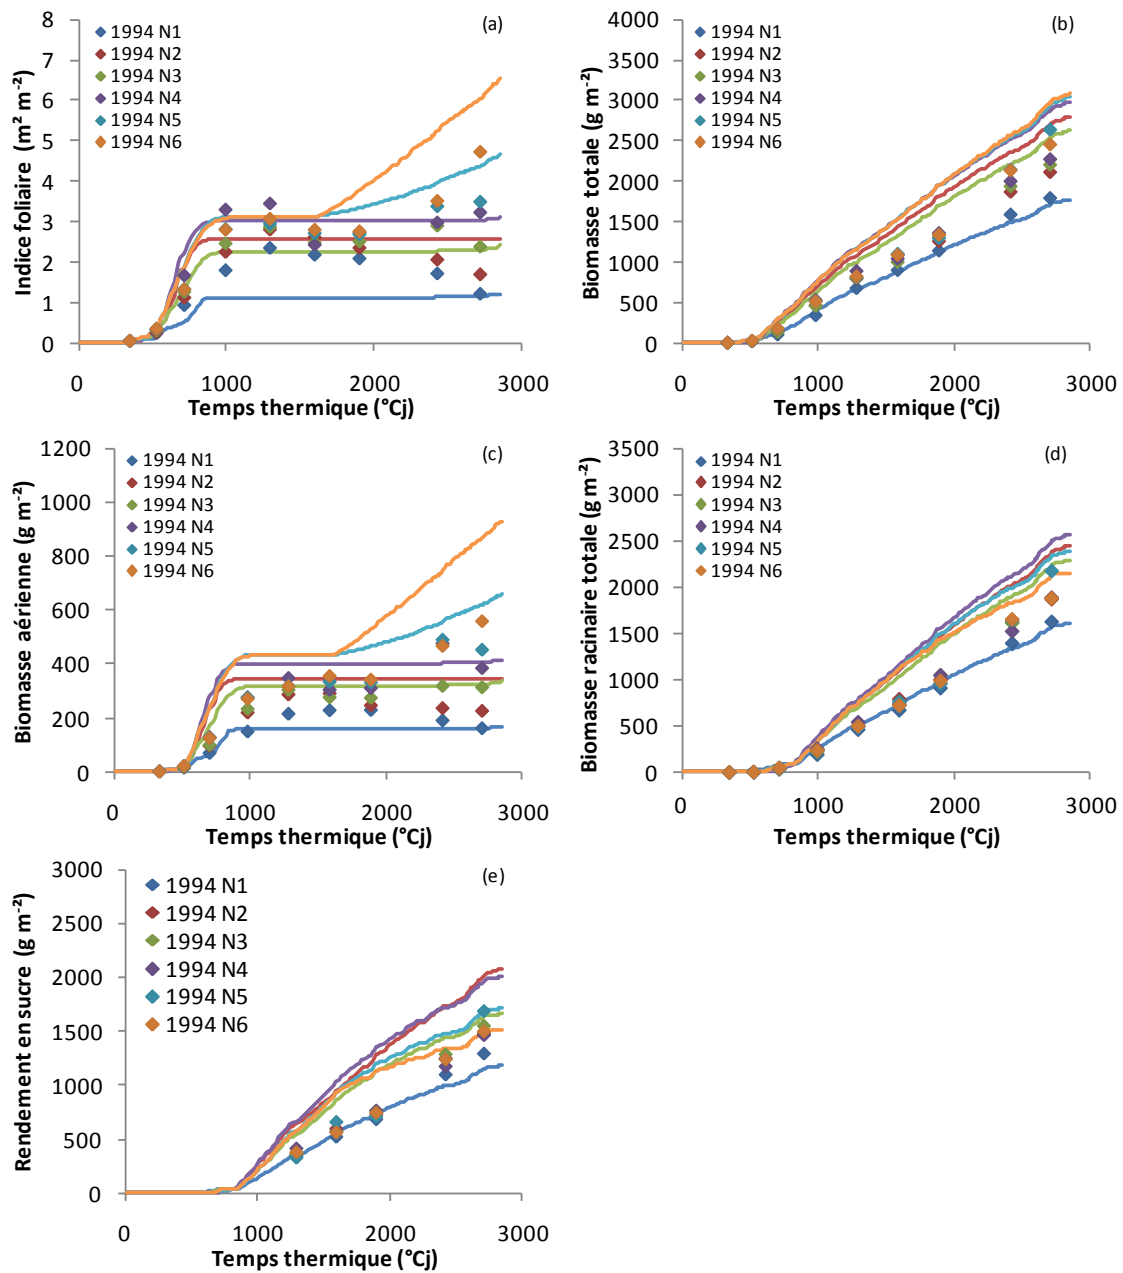 (a)
Indice foliaire (m² m⁻²)
8
7
6
5
4
3
2
1
0
1994 N1
1994 N2
1994 N3
1994 N4
1994 N5
1994 N6
0 1000 2000 3000
Temps thermique (°Cj)
(b)
Biomasse totale (g m⁻²)
4000
3500
3000
2500
2000
1500
1000
500
0
1994 N1
1994 N2
1994 N3
1994 N4
1994 N5
1994 N6
0 1000 2000 3000
Temps thermique (°Cj)
(c)
Biomasse aérienne (g m⁻²)
1200
1000
800
600
400
200
0
1994 N1
1994 N2
1994 N3
1994 N4
1994 N5
1994 N6
0 1000 2000 3000
Temps thermique (°Cj)
(d)
Biomasse racinaire totale (g m⁻²)
3500
3000
2500
2000
1500
1000
500
0
1994 N1
1994 N2
1994 N3
1994 N4
1994 N5
1994 N6
0 1000 2000 3000
Temps thermique (°Cj)
(e)
Rendement en sucre (g m⁻²)
3000
2500
2000
1500
1000
500
0
1994 N1
1994 N2
1994 N3
1994 N4
1994 N5
1994 N6
0 1000 2000 3000
Temps thermique (°Cj)